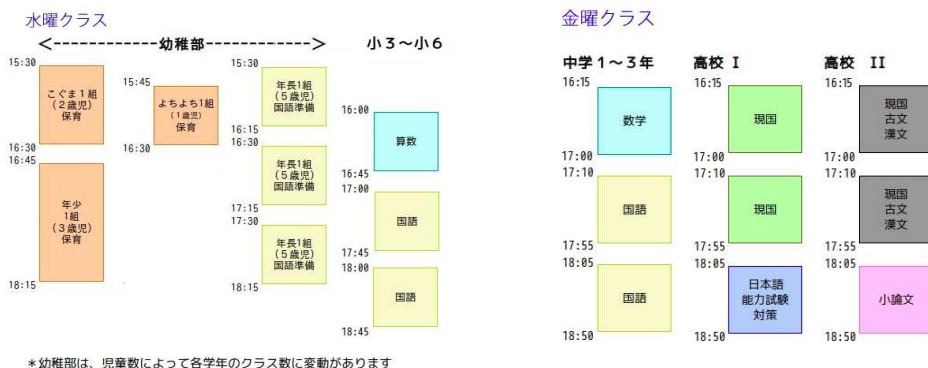 水曜クラス
<----------幼稚部---------->
小3～小6
15:30
こぐま1組
(2歳児)
保育
16:30
16:45
年少
1組
(3歳児)
保育
18:15
15:45
よちよち1組
(1歳児)
保育
16:30
15:30
年長1組
(5歳児)
国語準備
16:15
16:30
年長1組
(5歳児)
国語準備
17:15
17:30
年長1組
(5歳児)
国語準備
18:15
16:00
算数
16:45
17:00
国語
17:45
18:00
国語
18:45
*幼稚部は、児童数によって各学年のクラス数に変動があります
金曜クラス
中学1～3年
16:15
数学
17:00
17:10
国語
17:55
18:05
国語
18:50
高校 I
16:15
現国
17:00
17:10
現国
17:55
18:05
日本語
能力試験
対策
18:50
高校 II
16:15
現国
古文
漢文
17:00
17:10
現国
古文
漢文
17:55
18:05
小論文
18:50